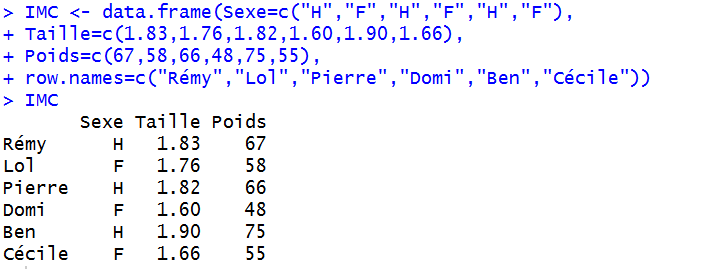 > IMC <- data.frame(Sexe=c("H","F","H","F","H","F"),
+ Taille=c(1.83,1.76,1.82,1.60,1.90,1.66),
+ Poids=c(67,58,66,48,75,55),
+ row.names=c("Rémy","Lol","Pierre","Domi","Ben","Cécile"))
> IMC
       Sexe Taille Poids
Rémy      H   1.83    67
Lol       F   1.76    58
Pierre    H   1.82    66
Domi      F   1.60    48
Ben       H   1.90    75
Cécile    F   1.66    55